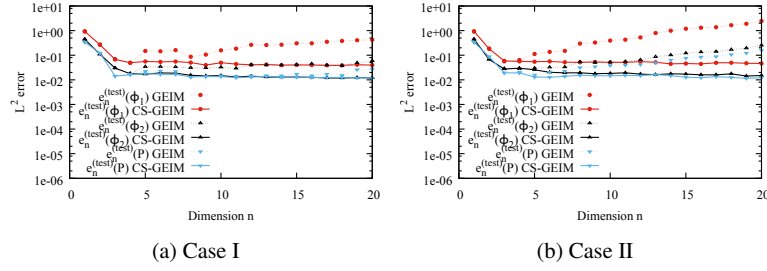 1e+01
1e+00
1e-01
1e-02
1e-03
1e-04
1e-05
1e-06
L² error
e_n^(test)(ϕ₁) GEIM
e_n^(test)(ϕ₁) CS-GEIM
e_n^(test)(ϕ₂) GEIM
e_n^(test)(ϕ₂) CS-GEIM
e_n^(test)(P) GEIM
e_n^(test)(P) CS-GEIM
0 5 10 15 20
Dimension n
(a) Case I
1e+01
1e+00
1e-01
1e-02
1e-03
1e-04
1e-05
1e-06
L² error
e_n^(test)(ϕ₁) GEIM
e_n^(test)(ϕ₁) CS-GEIM
e_n^(test)(ϕ₂) GEIM
e_n^(test)(ϕ₂) CS-GEIM
e_n^(test)(P) GEIM
e_n^(test)(P) CS-GEIM
0 5 10 15 20
Dimension n
(b) Case II